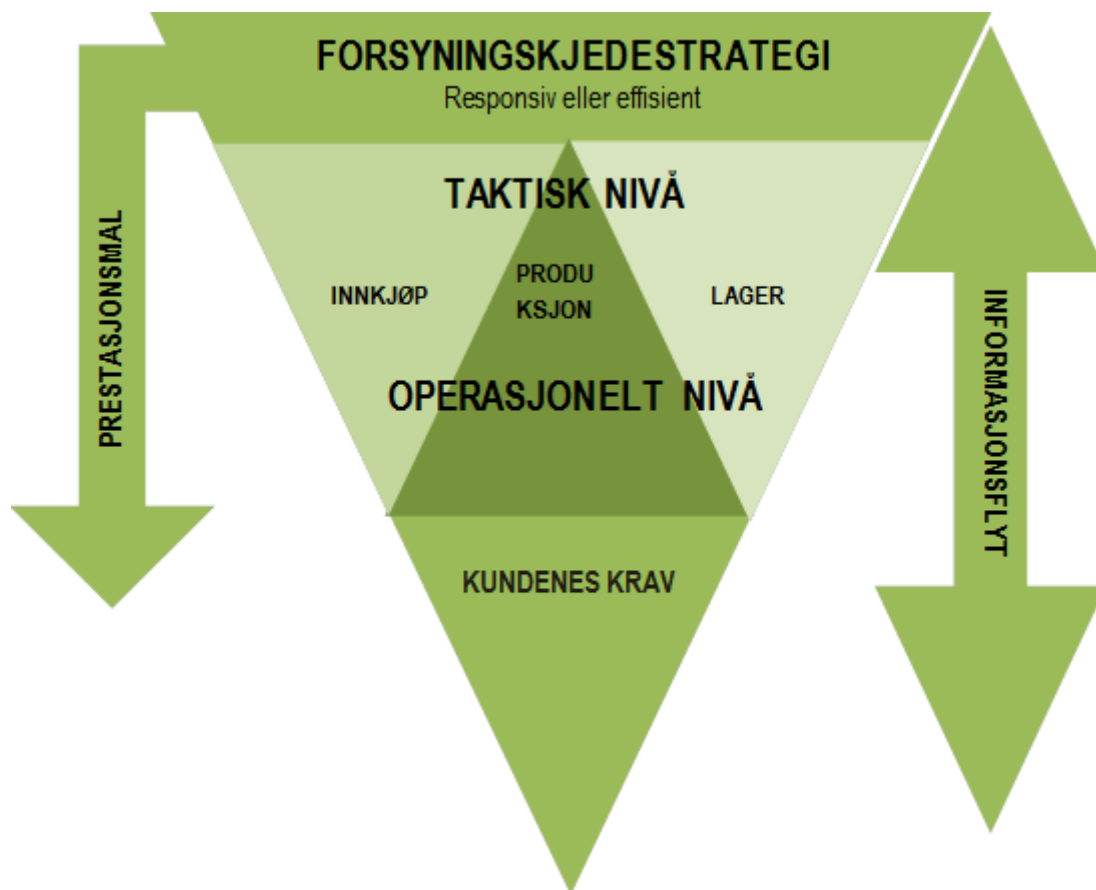 FORSYNINGSKJEDESTRATEGI
Responsiv eller effisient
TAKTISK NIVÅ
INNKJØP
PRODU
KSJON
LAGER
OPERASJONELT NIVÅ
KUNDENES KRAV
PRESTASJONSMAL
INFORMASJONSFLYT